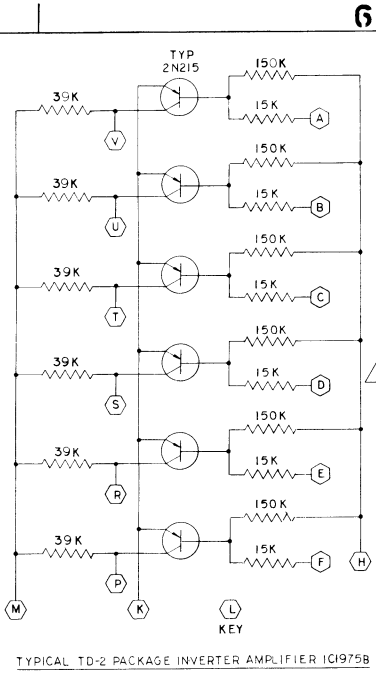 6
TYP
2N215
150K
39K
15K
A
V
150K
39K
15K
B
U
150K
39K
15K
C
T
150K
39K
15K
D
S
150K
39K
15K
E
R
150K
39K
15K
F
P
H
M
K
L
KEY
TYPICAL TD-2 PACKAGE INVERTER AMPLIFIER ICI975B